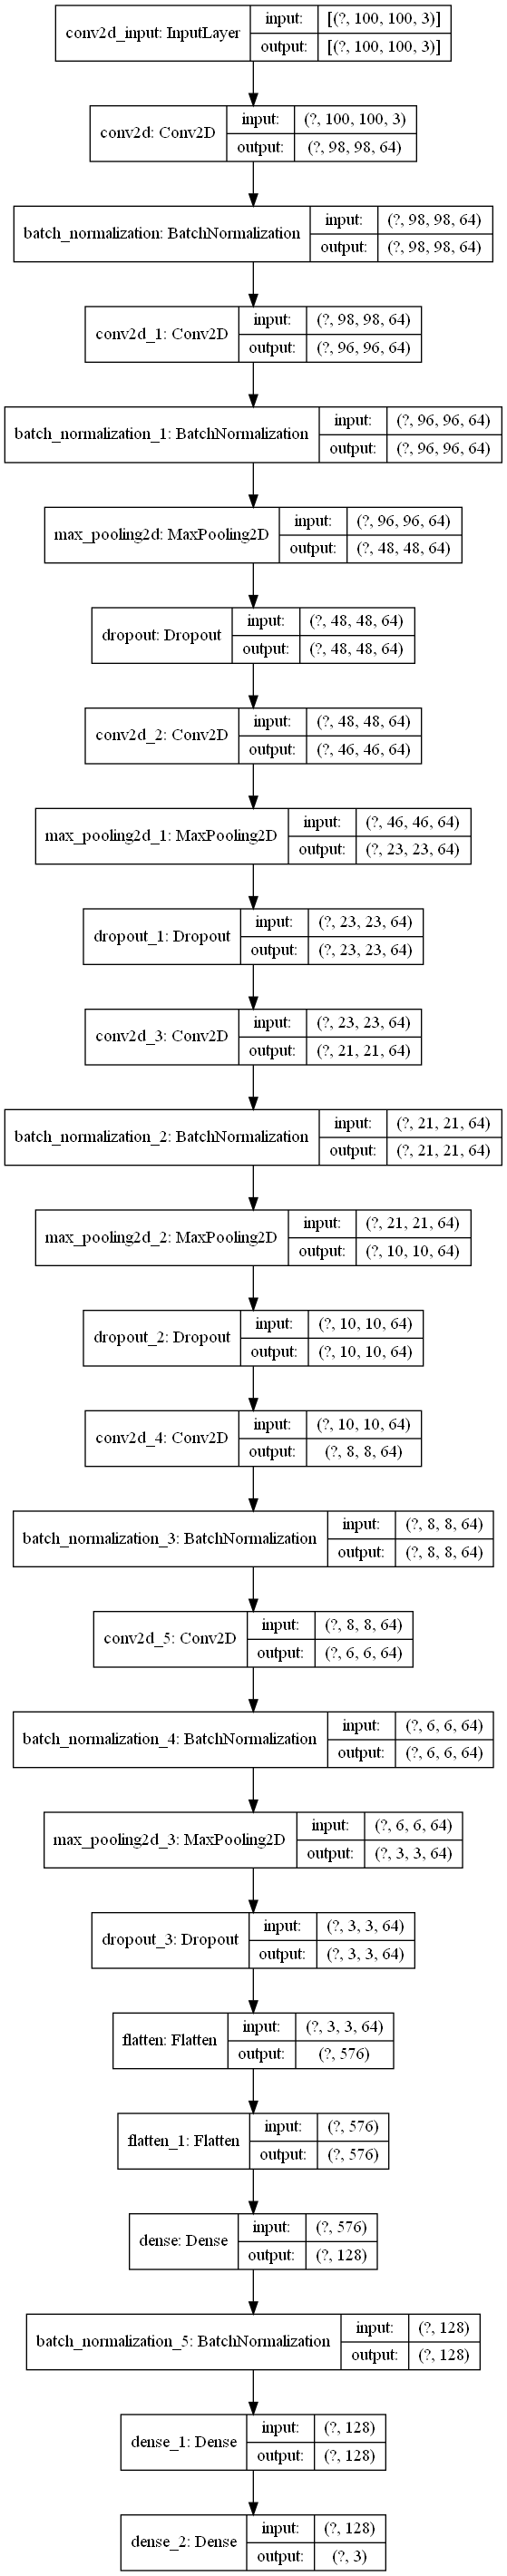 conv2d_input: InputLayer
input: [(?, 100, 100, 3)]
output: [(?, 100, 100, 3)]
conv2d: Conv2D
input: (?, 100, 100, 3)
output: (?, 98, 98, 64)
batch_normalization: BatchNormalization
input: (?, 98, 98, 64)
output: (?, 98, 98, 64)
conv2d_1: Conv2D
input: (?, 98, 98, 64)
output: (?, 96, 96, 64)
batch_normalization_1: BatchNormalization
input: (?, 96, 96, 64)
output: (?, 96, 96, 64)
max_pooling2d: MaxPooling2D
input: (?, 96, 96, 64)
output: (?, 48, 48, 64)
dropout: Dropout
input: (?, 48, 48, 64)
output: (?, 48, 48, 64)
conv2d_2: Conv2D
input: (?, 48, 48, 64)
output: (?, 46, 46, 64)
max_pooling2d_1: MaxPooling2D
input: (?, 46, 46, 64)
output: (?, 23, 23, 64)
dropout_1: Dropout
input: (?, 23, 23, 64)
output: (?, 23, 23, 64)
conv2d_3: Conv2D
input: (?, 23, 23, 64)
output: (?, 21, 21, 64)
batch_normalization_2: BatchNormalization
input: (?, 21, 21, 64)
output: (?, 21, 21, 64)
max_pooling2d_2: MaxPooling2D
input: (?, 21, 21, 64)
output: (?, 10, 10, 64)
dropout_2: Dropout
input: (?, 10, 10, 64)
output: (?, 10, 10, 64)
conv2d_4: Conv2D
input: (?, 10, 10, 64)
output: (?, 8, 8, 64)
batch_normalization_3: BatchNormalization
input: (?, 8, 8, 64)
output: (?, 8, 8, 64)
conv2d_5: Conv2D
input: (?, 8, 8, 64)
output: (?, 6, 6, 64)
batch_normalization_4: BatchNormalization
input: (?, 6, 6, 64)
output: (?, 6, 6, 64)
max_pooling2d_3: MaxPooling2D
input: (?, 6, 6, 64)
output: (?, 3, 3, 64)
dropout_3: Dropout
input: (?, 3, 3, 64)
output: (?, 3, 3, 64)
flatten: Flatten
input: (?, 3, 3, 64)
output: (?, 576)
flatten_1: Flatten
input: (?, 576)
output: (?, 576)
dense: Dense
input: (?, 576)
output: (?, 128)
batch_normalization_5: BatchNormalization
input: (?, 128)
output: (?, 128)
dense_1: Dense
input: (?, 128)
output: (?, 128)
dense_2: Dense
input: (?, 128)
output: (?, 3)